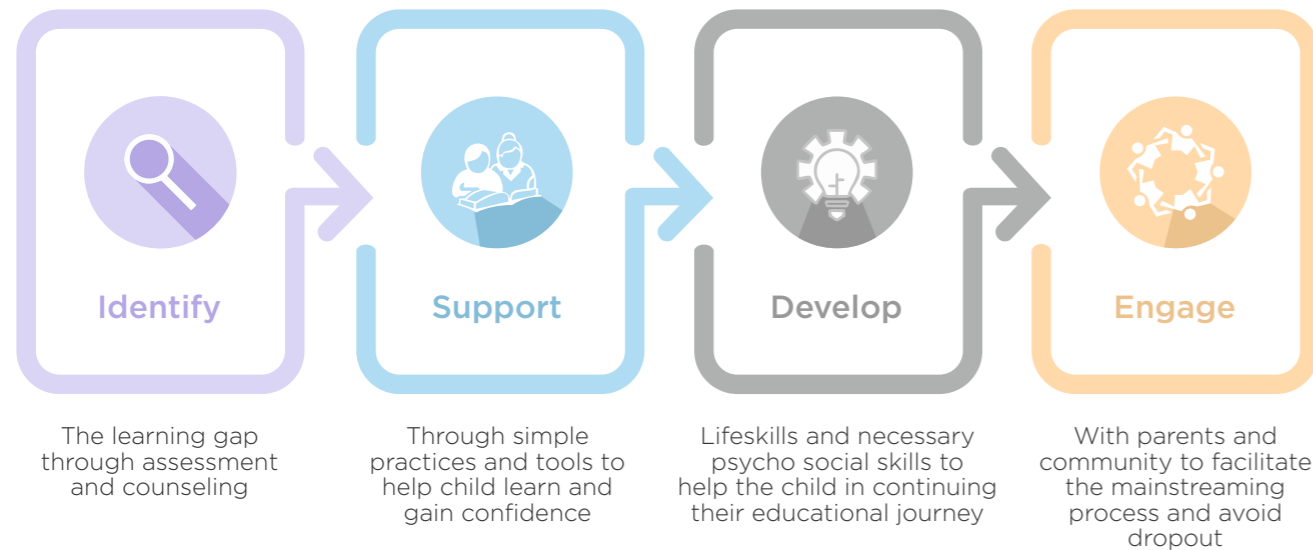 Identify
The learning gap
through assessment
and counseling
Support
Through simple
practices and tools to
help child learn and
gain confidence
Develop
Lifeskills and necessary
psycho social skills to
help the child in continuing
their educational journey
Engage
With parents and
community to facilitate
the mainstreaming
process and avoid
dropout